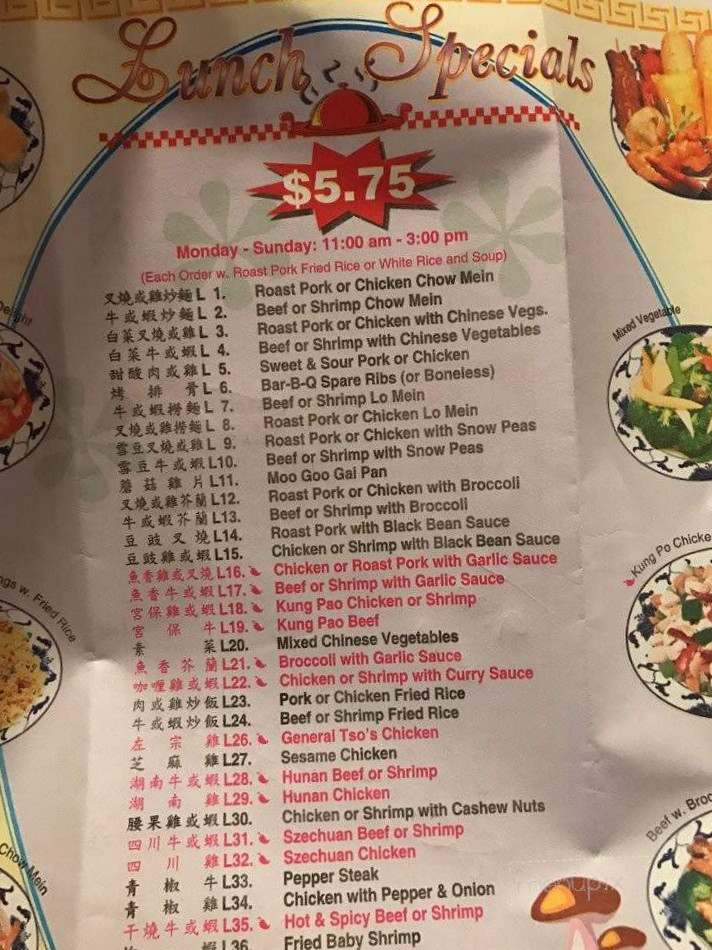 Lunch Specials
$5.75
Monday - Sunday: 11:00 am - 3:00 pm
(Each Order w. Roast Pork Fried Rice or White Rice and Soup)
叉燒或雞炒麵 L 1. Roast Pork or Chicken Chow Mein
牛或蝦炒麵 L 2. Beef or Shrimp Chow Mein
白菜叉燒或雞 L 3. Roast Pork or Chicken with Chinese Vegs.
白菜牛或蝦 L 4. Beef or Shrimp with Chinese Vegetables
甜酸肉或雞 L 5. Sweet & Sour Pork or Chicken
烤排骨 L 6. Bar-B-Q Spare Ribs (or Boneless)
牛或蝦撈麵 L 7. Beef or Shrimp Lo Mein
叉燒或雞撈麵 L 8. Roast Pork or Chicken Lo Mein
雪豆叉燒或雞 L 9. Roast Pork or Chicken with Snow Peas
雪豆牛或蝦 L10. Beef or Shrimp with Snow Peas
蘑菇雞片 L11. Moo Goo Gai Pan
叉燒或雞芥蘭 L12. Roast Pork or Chicken with Broccoli
牛或蝦芥蘭 L13. Beef or Shrimp with Broccoli
豆豉叉燒 L14. Roast Pork with Black Bean Sauce
豆豉雞或蝦 L15. Chicken or Shrimp with Black Bean Sauce
魚香雞或叉燒 L16. Chicken or Roast Pork with Garlic Sauce
魚香牛或蝦 L17. Beef or Shrimp with Garlic Sauce
宮保雞或蝦 L18. Kung Pao Chicken or Shrimp
宮保牛 L19. Kung Pao Beef
素菜 L20. Mixed Chinese Vegetables
魚香芥蘭 L21. Broccoli with Garlic Sauce
咖喱雞或蝦 L22. Chicken or Shrimp with Curry Sauce
肉或雞炒飯 L23. Pork or Chicken Fried Rice
牛或蝦炒飯 L24. Beef or Shrimp Fried Rice
左宗雞 L26. General Tso's Chicken
芝麻雞 L27. Sesame Chicken
湖南牛或蝦 L28. Hunan Beef or Shrimp
湖南雞 L29. Hunan Chicken
腰果雞或蝦 L30. Chicken or Shrimp with Cashew Nuts
四川牛或蝦 L31. Szechuan Beef or Shrimp
四川雞 L32. Szechuan Chicken
青椒牛 L33. Pepper Steak
青椒雞 L34. Chicken with Pepper & Onion
干燒牛或蝦 L35. Hot & Spicy Beef or Shrimp
蝦 L36. Fried Baby Shrimp
Mixed Vegetable
Kung Po Chicke
Beef w. Broc
w. Fried Rice
Chow Mein